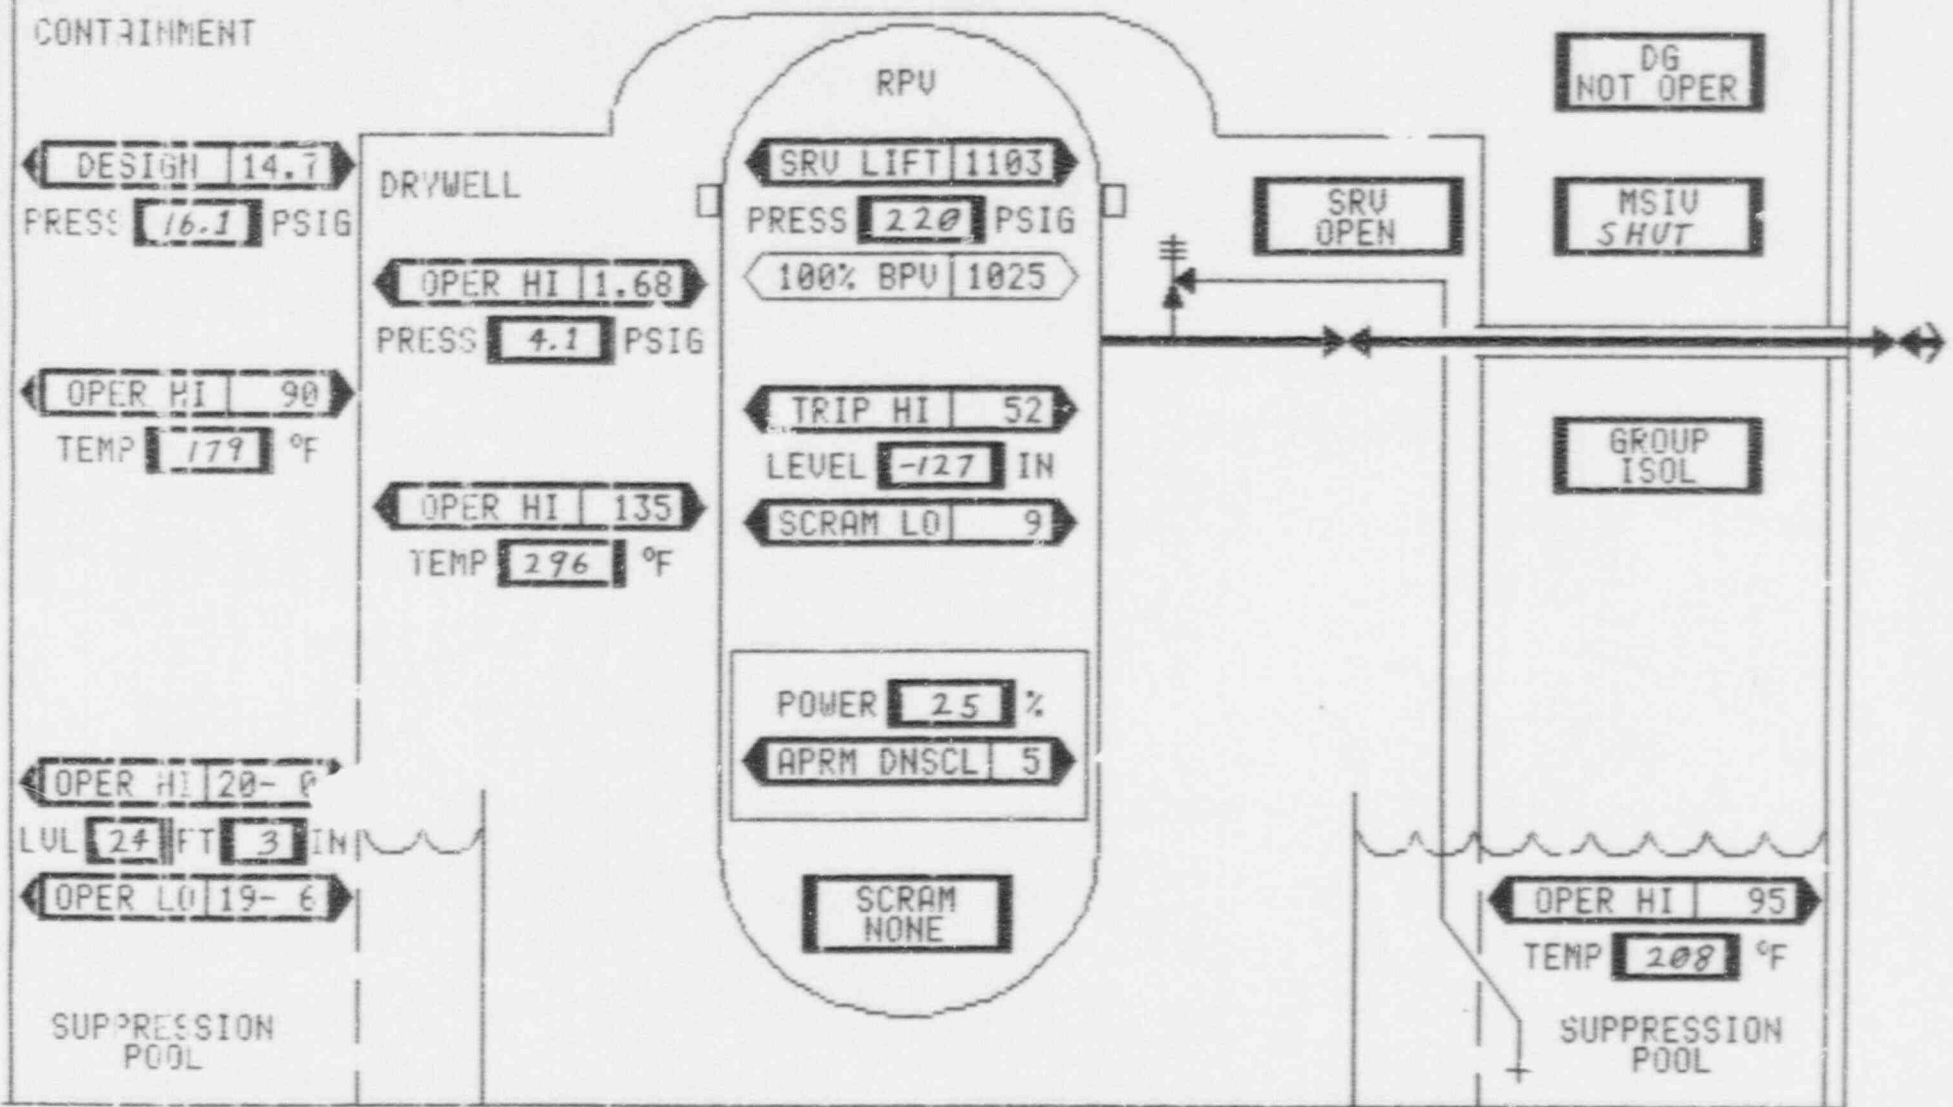 CONTAINMENT
DESIGN 14.7
PRESS 16.1 PSIG
OPER HI 90
TEMP 179 °F
OPER HI 20- 0
LVL 24 FT 3 IN
OPER LO 19- 6
SUPPRESSION
POOL
DRYWELL
OPER HI 1.68
PRESS 4.1 PSIG
OPER HI 135
TEMP 296 °F
RPV
SRV LIFT 1103
PRESS 220 PSIG
100% BPV 1025
TRIP HI 52
LEVEL -127 IN
SCRAM LO 9
POWER 25 %
APRM DNSCL 5
SCRAM
NONE
SRV
OPEN
DG
NOT OPER
MSIV
SHUT
GROUP
ISOL
OPER HI 95
TEMP 208 °F
SUPPRESSION
POOL